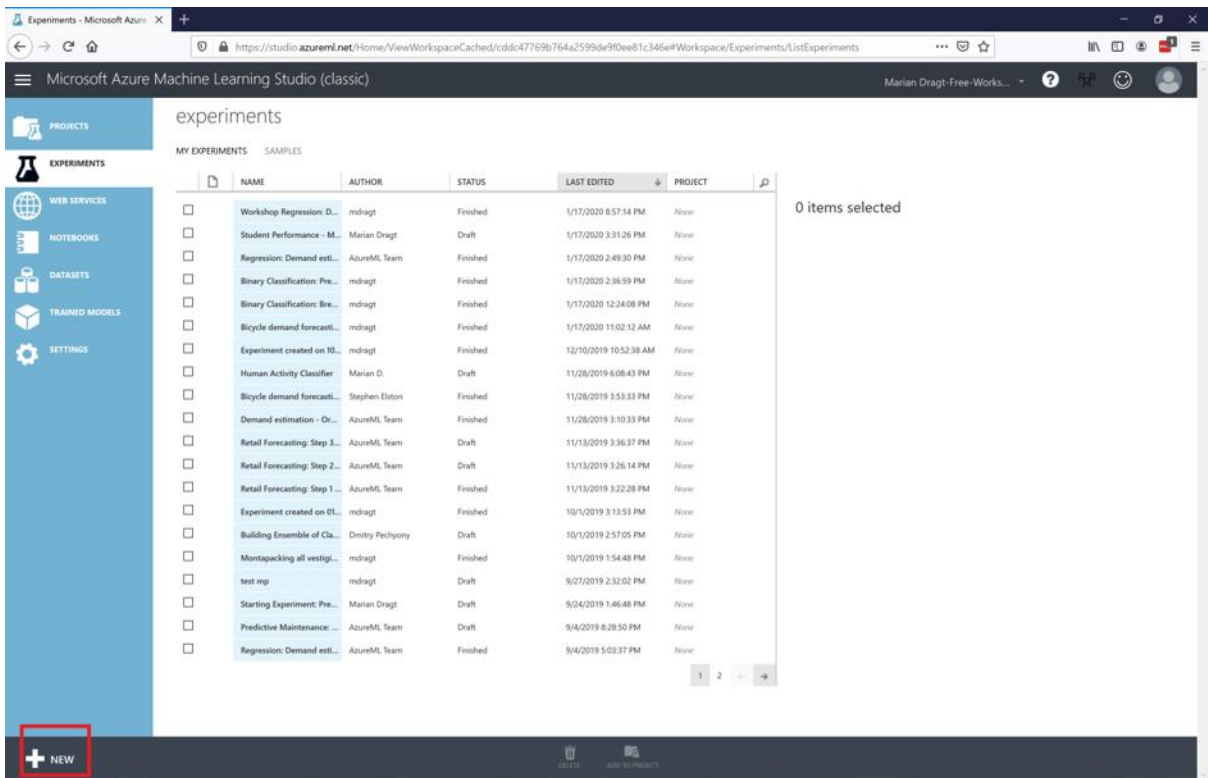 Experiments - Microsoft Azure
https://studio.azureml.net/Home/ViewWorkspaceCached/cddc47769b764a2599de9f0ee81c346e#Workspace/Experiments/ListExperiments
Microsoft Azure Machine Learning Studio (classic)
Marian Dragt-Free-Works...
PROJECTS
EXPERIMENTS
WEB SERVICES
NOTEBOOKS
DATASETS
TRAINED MODELS
SETTINGS
experiments
MY EXPERIMENTS SAMPLES
NAME AUTHOR STATUS LAST EDITED PROJECT
Workshop Regression: D... mdragt Finished 1/17/2020 8:57:14 PM None
Student Performance - M... Marian Dragt Draft 1/17/2020 3:31:26 PM None
Regression: Demand esti... AzureML Team Finished 1/17/2020 2:49:30 PM None
Binary Classification: Pre... mdragt Finished 1/17/2020 2:36:59 PM None
Binary Classification: Bre... mdragt Finished 1/17/2020 12:24:08 PM None
Bicycle demand forecasti... mdragt Finished 1/17/2020 11:02:12 AM None
Experiment created on 10... mdragt Finished 12/10/2019 10:52:38 AM None
Human Activity Classifier Marian D. Draft 11/28/2019 6:08:43 PM None
Bicycle demand forecasti... Stephen Elston Finished 11/28/2019 3:53:33 PM None
Demand estimation - Or... AzureML Team Finished 11/28/2019 3:10:33 PM None
Retail Forecasting: Step 3... AzureML Team Draft 11/13/2019 3:36:37 PM None
Retail Forecasting: Step 2... AzureML Team Draft 11/13/2019 3:26:14 PM None
Retail Forecasting: Step 1 ... AzureML Team Finished 11/13/2019 3:22:28 PM None
Experiment created on 01... mdragt Finished 10/1/2019 3:13:53 PM None
Building Ensemble of Cla... Dmitry Pechyony Draft 10/1/2019 2:57:05 PM None
Montapacking all vestigi... mdragt Finished 10/1/2019 1:54:48 PM None
test mp mdragt Draft 9/27/2019 2:32:02 PM None
Starting Experiment: Pre... Marian Dragt Draft 9/24/2019 1:46:48 PM None
Predictive Maintenance: ... AzureML Team Draft 9/4/2019 8:28:50 PM None
Regression: Demand esti... AzureML Team Finished 9/4/2019 5:03:37 PM None
1 2
0 items selected
NEW
DELETE ADD TO PROJECT